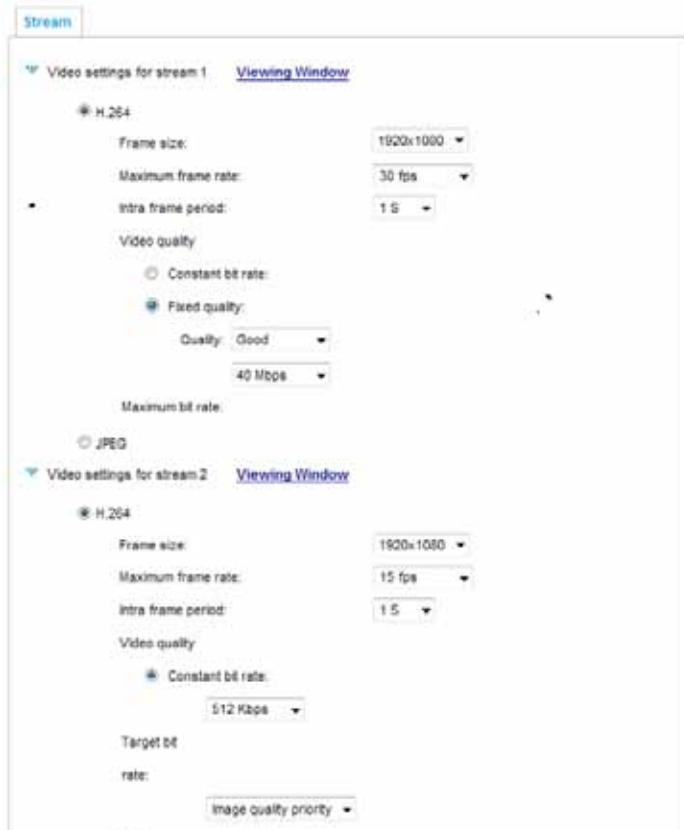 Stream
Video settings for stream 1 Viewing Window
H.264
Frame size: 1920x1080
Maximum frame rate: 30 fps
Intra frame period: 1 S
Video quality
Constant bit rate:
Fixed quality:
Quality: Good
40 Mbps
Maximum bit rate:
JPEG
Video settings for stream 2 Viewing Window
H.264
Frame size: 1920x1080
Maximum frame rate: 15 fps
Intra frame period: 1 S
Video quality
Constant bit rate:
512 Kbps
Target bit
rate:
Image quality priority